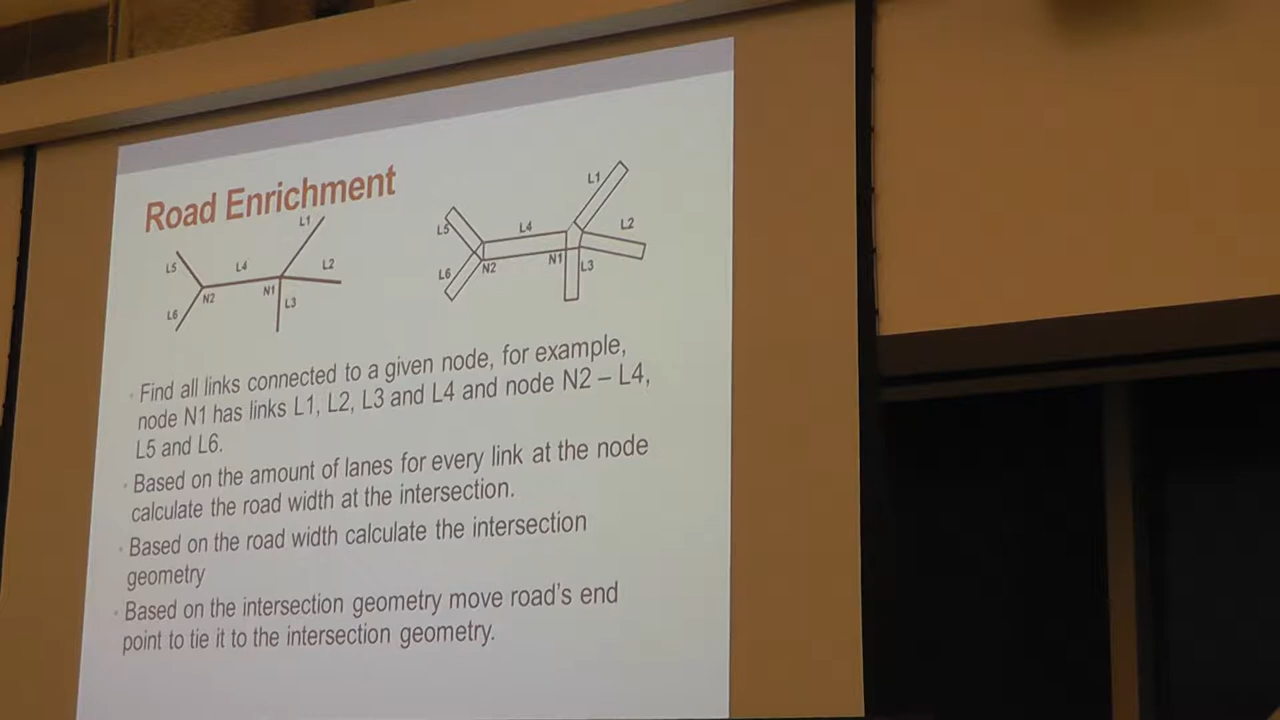 Road Enrichment
L1
L5
L4
L2
N2
N1
L3
L6
L1
L5
L4
L2
L6
N2
N1
L3
Find all links connected to a given node, for example,
node N1 has links L1, L2, L3 and L4 and node N2 – L4,
L5 and L6.
Based on the amount of lanes for every link at the node
calculate the road width at the intersection.
Based on the road width calculate the intersection
geometry
Based on the intersection geometry move road's end
point to tie it to the intersection geometry.